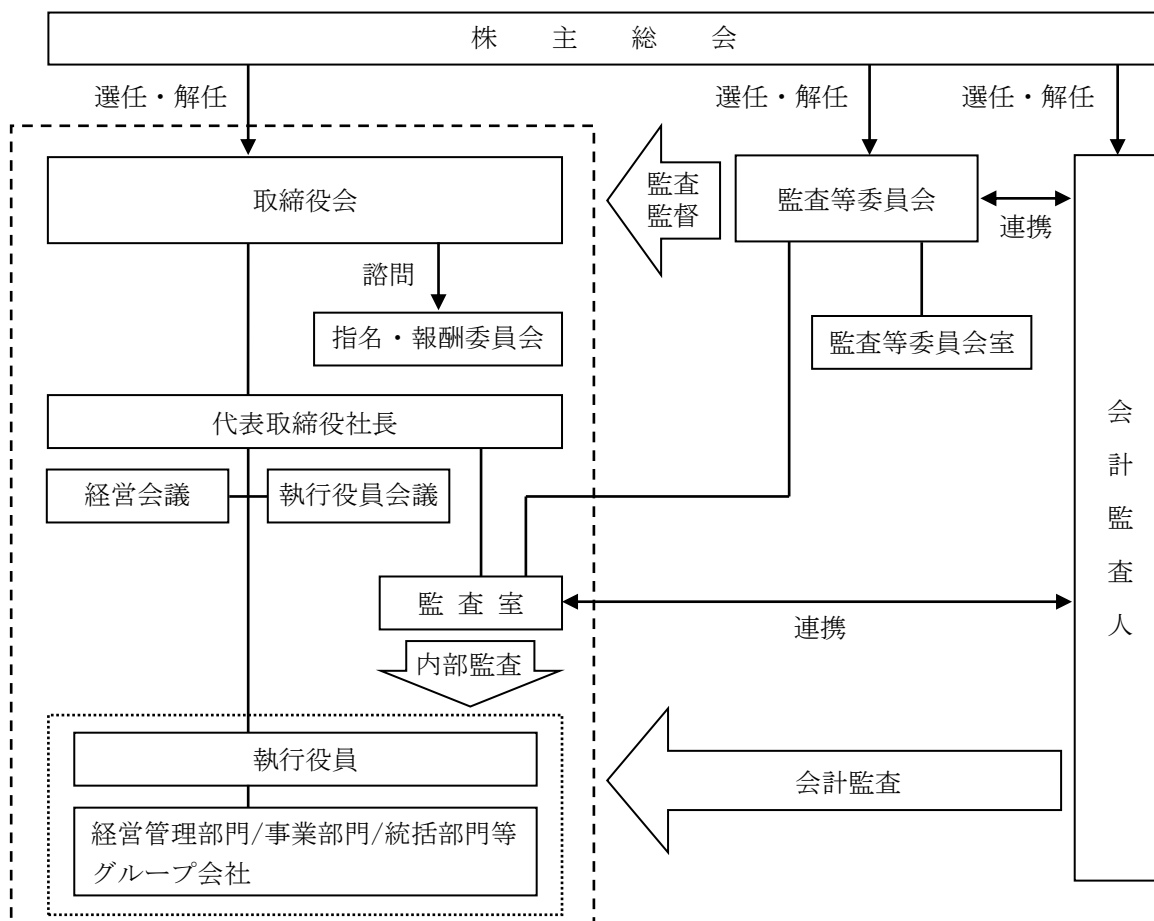 株主総会
選任・解任
選任・解任
選任・解任
取締役会
監査
監督
監査等委員会
連携
諮問
指名・報酬委員会
監査等委員会室
代表取締役社長
経営会議
執行役員会議
会計監査人
監査室
連携
内部監査
執行役員
会計監査
経営管理部門/事業部門/統括部門等
グループ会社